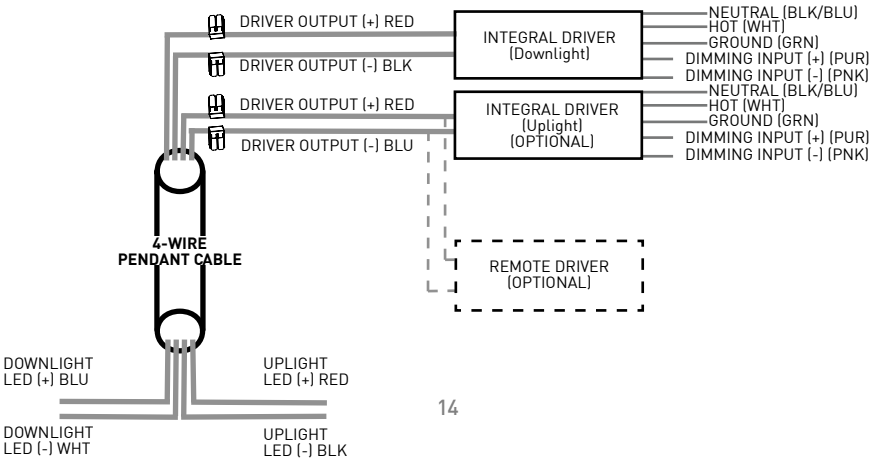 DRIVER OUTPUT (+) RED
DRIVER OUTPUT (-) BLK
DRIVER OUTPUT (+) RED
DRIVER OUTPUT (-) BLU
INTEGRAL DRIVER
(Downlight)
NEUTRAL (BLK/BLU)
HOT (WHT)
GROUND (GRN)
DIMMING INPUT (+) (PUR)
DIMMING INPUT (-) (PNK)
INTEGRAL DRIVER
(Uplight)
(OPTIONAL)
NEUTRAL (BLK/BLU)
HOT (WHT)
GROUND (GRN)
DIMMING INPUT (+) (PUR)
DIMMING INPUT (-) (PNK)
4-WIRE
PENDANT CABLE
REMOTE DRIVER
(OPTIONAL)
DOWNLIGHT
LED (+) BLU
UPLIGHT
LED (+) RED
DOWNLIGHT
LED (-) WHT
UPLIGHT
LED (-) BLK
14